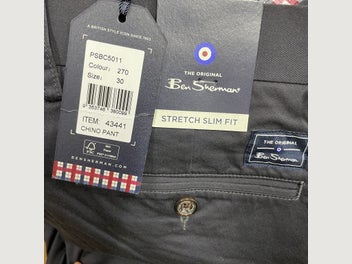 A BRITISH STYLE ICON SINCE 1963
PSBC5011
Colour: 270
Size: 30
ITEM: 43441
CHINO PANT
FSC
BENSHERMAN.COM
THE ORIGINAL
Ben Sherman
STRETCH SLIM FIT
THE ORIGINAL
Ben Sherman